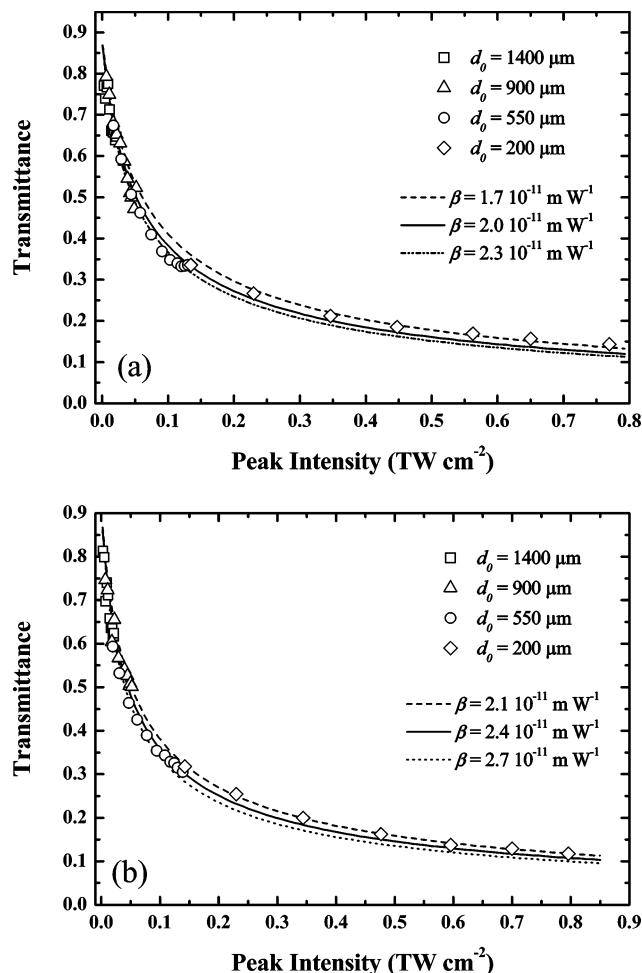 0.9
0.8
0.7
0.6
0.5
0.4
0.3
0.2
0.1
0.0
Transmittance
d₀ = 1400 μm
d₀ = 900 μm
d₀ = 550 μm
d₀ = 200 μm
β = 1.7 10⁻¹¹ m W⁻¹
β = 2.0 10⁻¹¹ m W⁻¹
β = 2.3 10⁻¹¹ m W⁻¹
(a)
0.0 0.1 0.2 0.3 0.4 0.5 0.6 0.7 0.8
Peak Intensity (TW cm⁻²)
0.9
0.8
0.7
0.6
0.5
0.4
0.3
0.2
0.1
0.0
Transmittance
d₀ = 1400 μm
d₀ = 900 μm
d₀ = 550 μm
d₀ = 200 μm
β = 2.1 10⁻¹¹ m W⁻¹
β = 2.4 10⁻¹¹ m W⁻¹
β = 2.7 10⁻¹¹ m W⁻¹
(b)
0.0 0.1 0.2 0.3 0.4 0.5 0.6 0.7 0.8 0.9
Peak Intensity (TW cm⁻²)